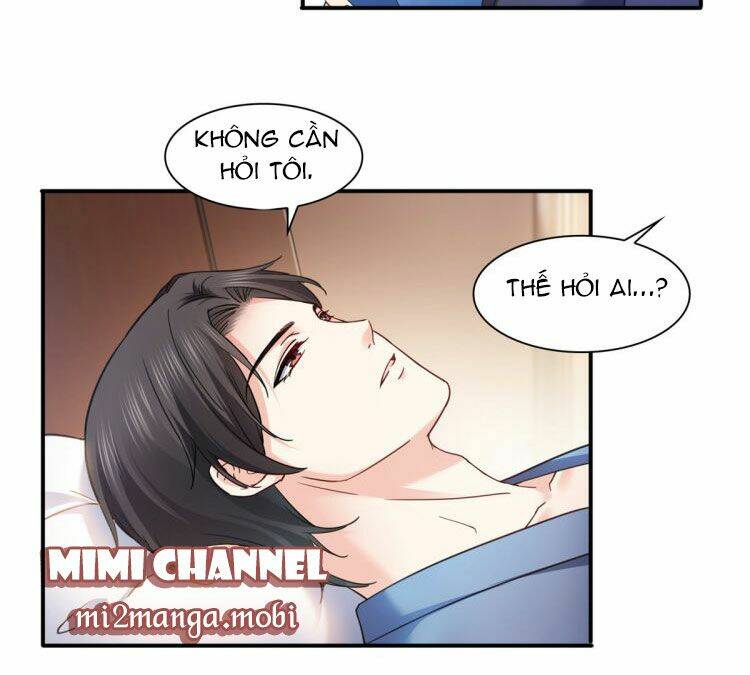 KHÔNG CẦN
HỎI TÔI.
THẾ HỎI AI...?
MIMI CHANNEL
mi2manga.mobi